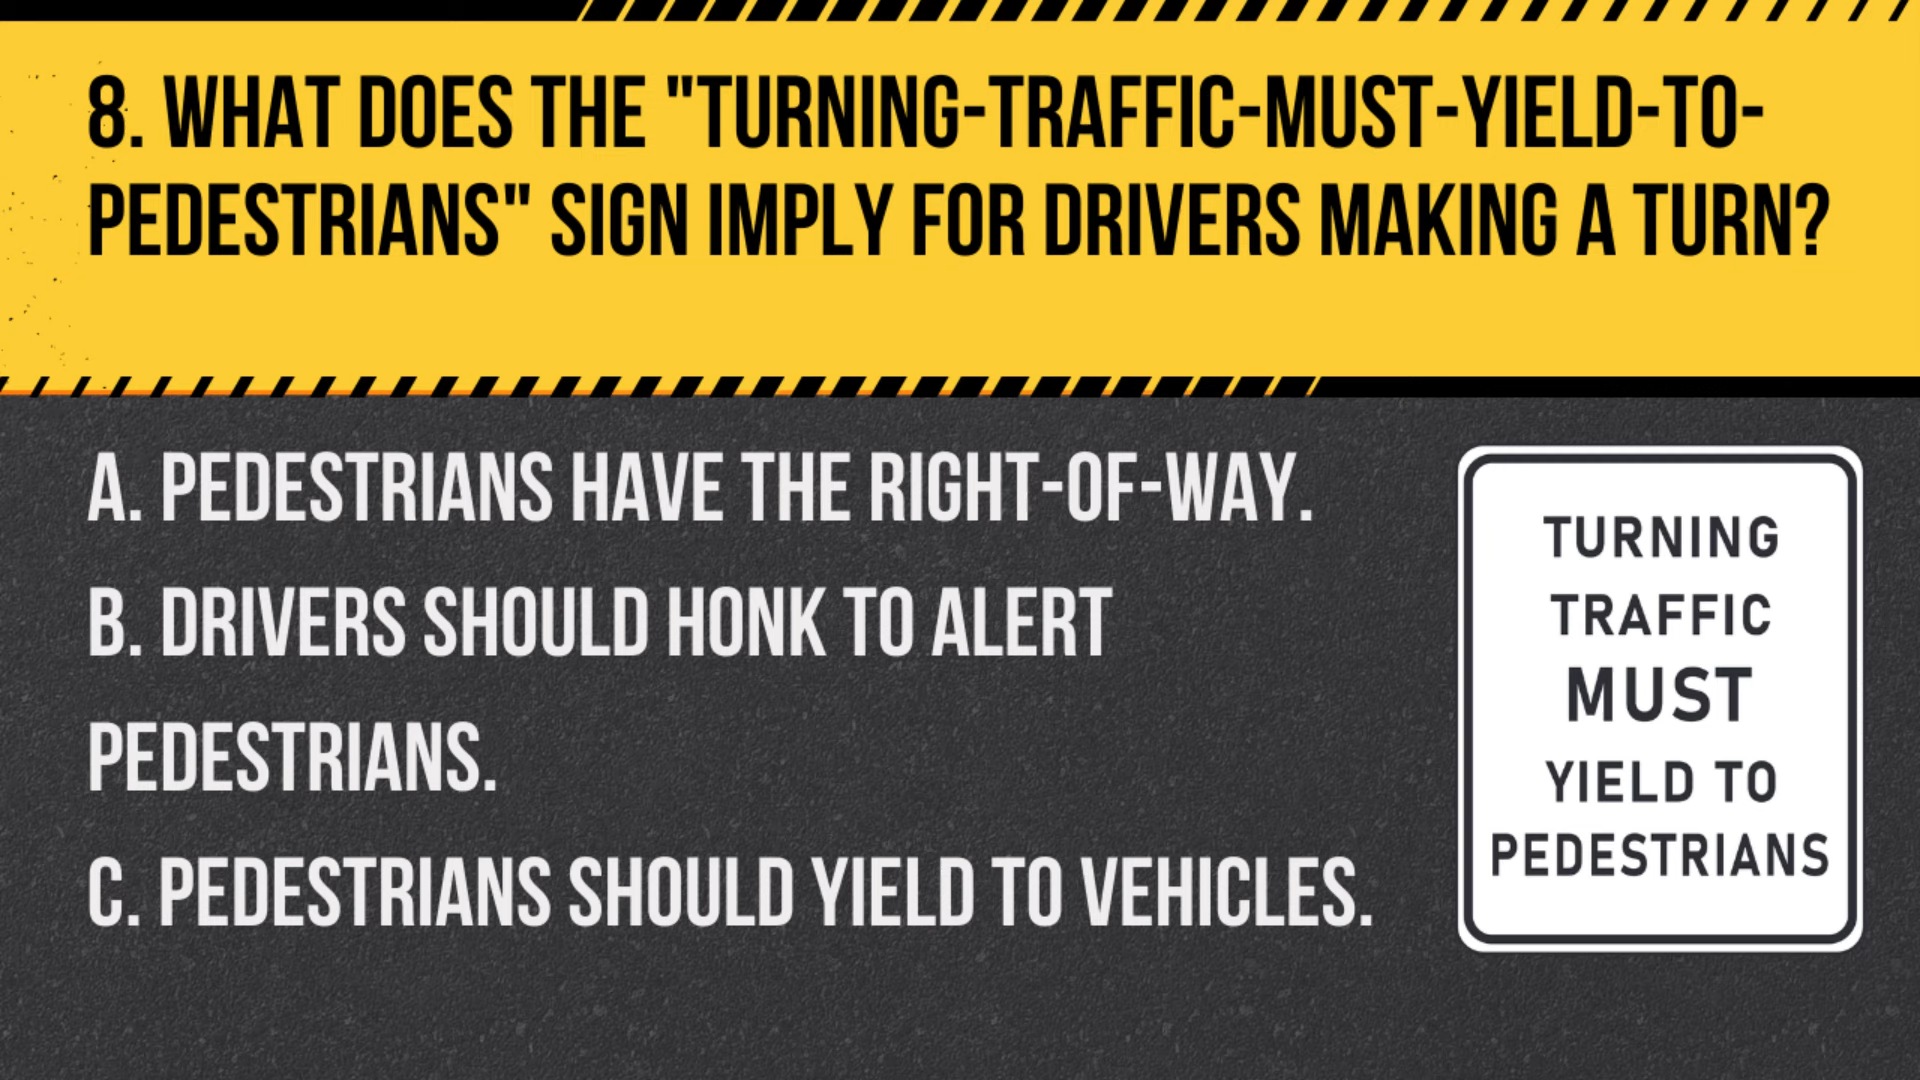 8. WHAT DOES THE "TURNING-TRAFFIC-MUST-YIELD-TO-
PEDESTRIANS" SIGN IMPLY FOR DRIVERS MAKING A TURN?
A. PEDESTRIANS HAVE THE RIGHT-OF-WAY.
B. DRIVERS SHOULD HONK TO ALERT
PEDESTRIANS.
C. PEDESTRIANS SHOULD YIELD TO VEHICLES.
TURNING
TRAFFIC
MUST
YIELD TO
PEDESTRIANS